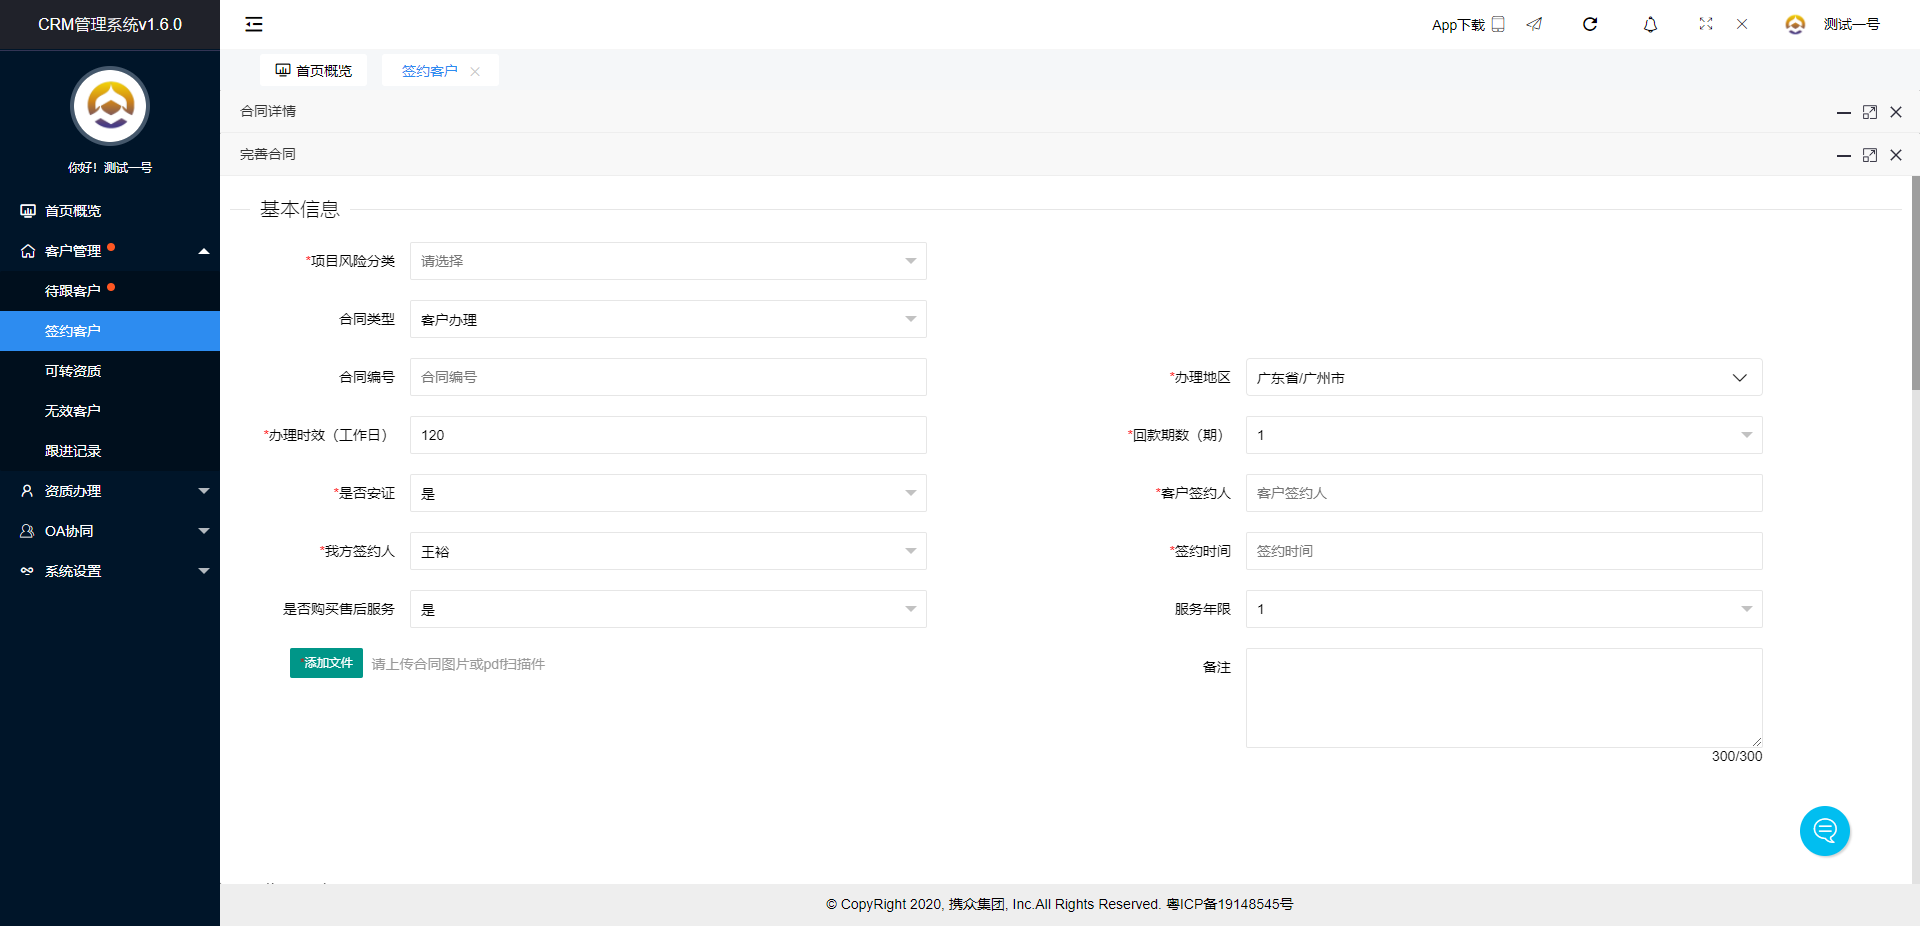 CRM管理系统v1.6.0
App下载
测试一号
首页概览
签约客户
合同详情
完善合同
你好！测试一号
首页概览
客户管理
待跟客户
签约客户
可转资质
无效客户
跟进记录
资质办理
OA协同
系统设置
基本信息
*项目风险分类 请选择
合同类型 客户办理
合同编号 合同编号 *办理地区 广东省/广州市
*办理时效（工作日） 120 *回款期数（期） 1
*是否安证 是 *客户签约人 客户签约人
*我方签约人 王裕 *签约时间 签约时间
是否购买售后服务 是 服务年限 1
*添加文件 请上传合同图片或pdf扫描件 备注
300/300
© CopyRight 2020, 携众集团, Inc.All Rights Reserved. 粤ICP备19148545号